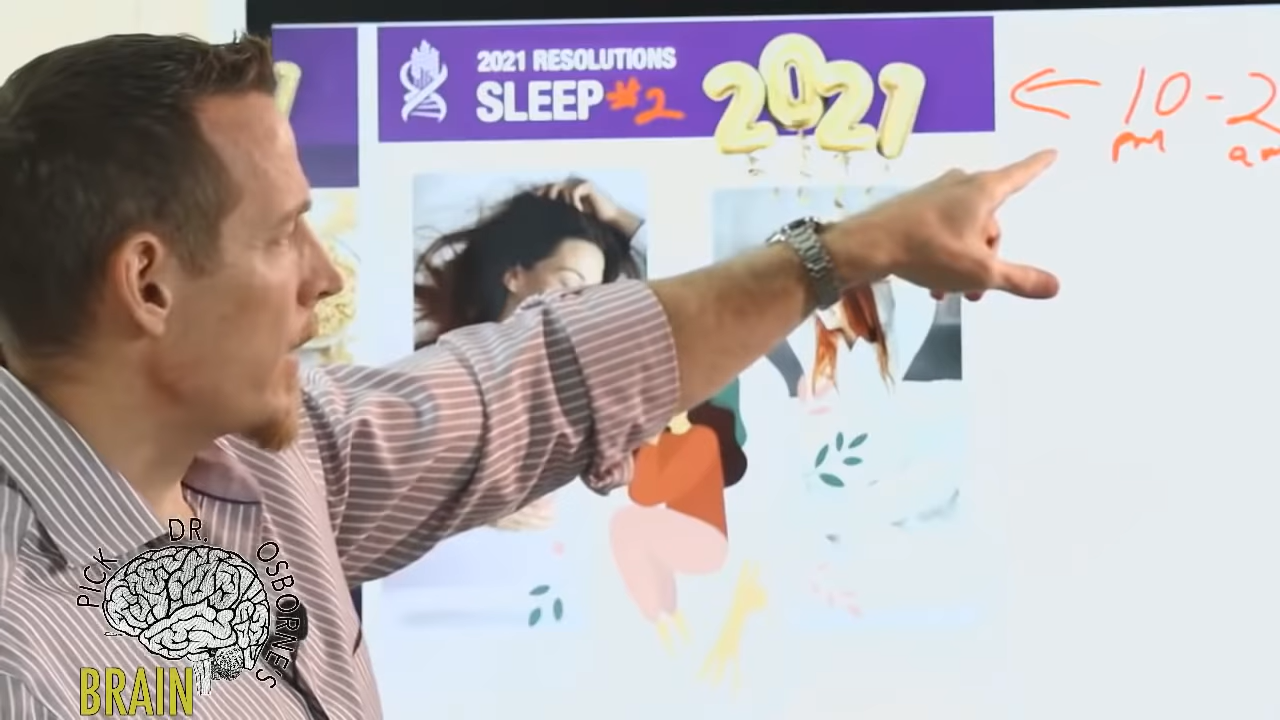 2021 RESOLUTIONS
SLEEP #2
2021
← 10-2
pm am
PICK DR. OSBORNE'S
BRAIN